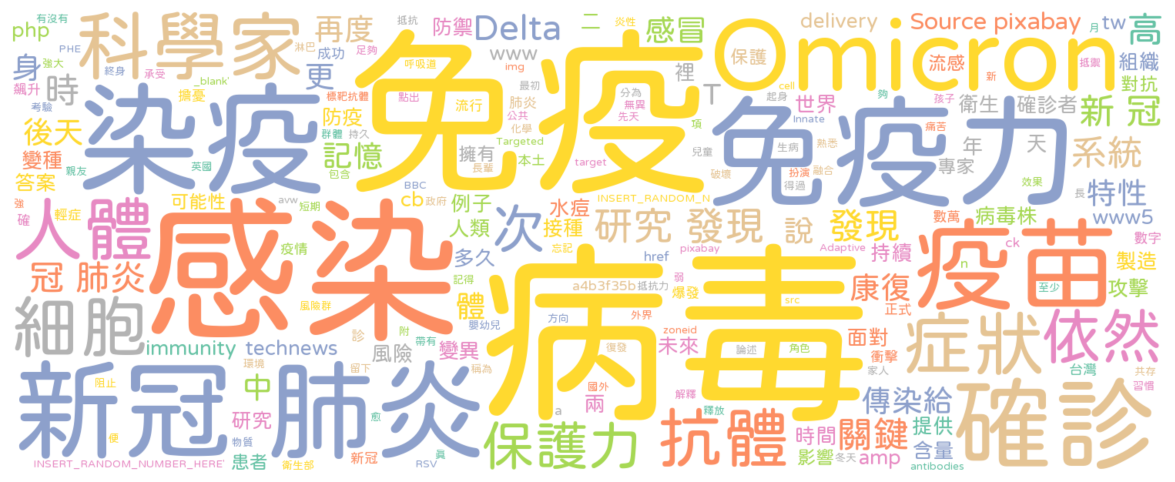 有沒有
php
科學家
再度
抵抗
防禦
Delta
二
炎性
感冒
delivery
Source pixabay
月
tw
高
PHE
淋巴
足夠
身
強大
終身
承受
_blank'
時
擔憂
更
成功
呼吸道
www
img
裡
保護
Omicron
流感
新
抵禦
組織
對抗
飆升
考驗
後天
染疫
標靶抗體
點出
防疫
群體
持久
免疫
最初
流行
肺炎
公共
化學
分為
無異
先天
T
起身
cell
夠
孩子
世界
Innate
痛苦
衛生
確診者
新 冠
變種
親友
英國
記憶
包含
擁有
長輩
Targeted
本土
target
項
兒童
生病
免疫力
扮演
熟悉
破壞
得過
融合
年
專家
天
系統
效果
長
特性
答案
強
確
輕症
可能性
avw
短期
BBC
cb
政府
例子
人類
水痘
接種
INSERT_RANDOM_N
研究 發現
說
發現
數萬
病毒株
www5
人體
感染
疫情
次
多久
忘記
href
pixabay
Adaptive
持續
ck
n
疫苗
數字
製造
冠 肺炎
風險群
記得
體
嬰幼兒
病毒
a4b3f35b
抵抗力
弱
爆發
src
康復
正式
至少
攻擊
細胞
immunity
technews
診
附
帶有
風險
變異
方向
外界
zoneid
未來
論述
角色
面對
衝擊
家人
症狀
依然
台灣
共存
習慣
新冠
肺炎
阻止
環境
留下
中
稱為
復發
國外
兩
a
解釋
釋放
傳染給
確診
便
研究
物質
愈
真
保護力
抗體
時間
關鍵
提供
INSERT_RANDOM_NUMBER_HERE'
患者
衛生部
新冠
RSV
影響
冬天
amp
含量
antibodies